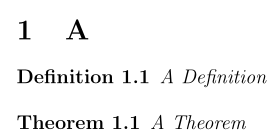 1 A
Definition 1.1 A Definition
Theorem 1.1 A Theorem